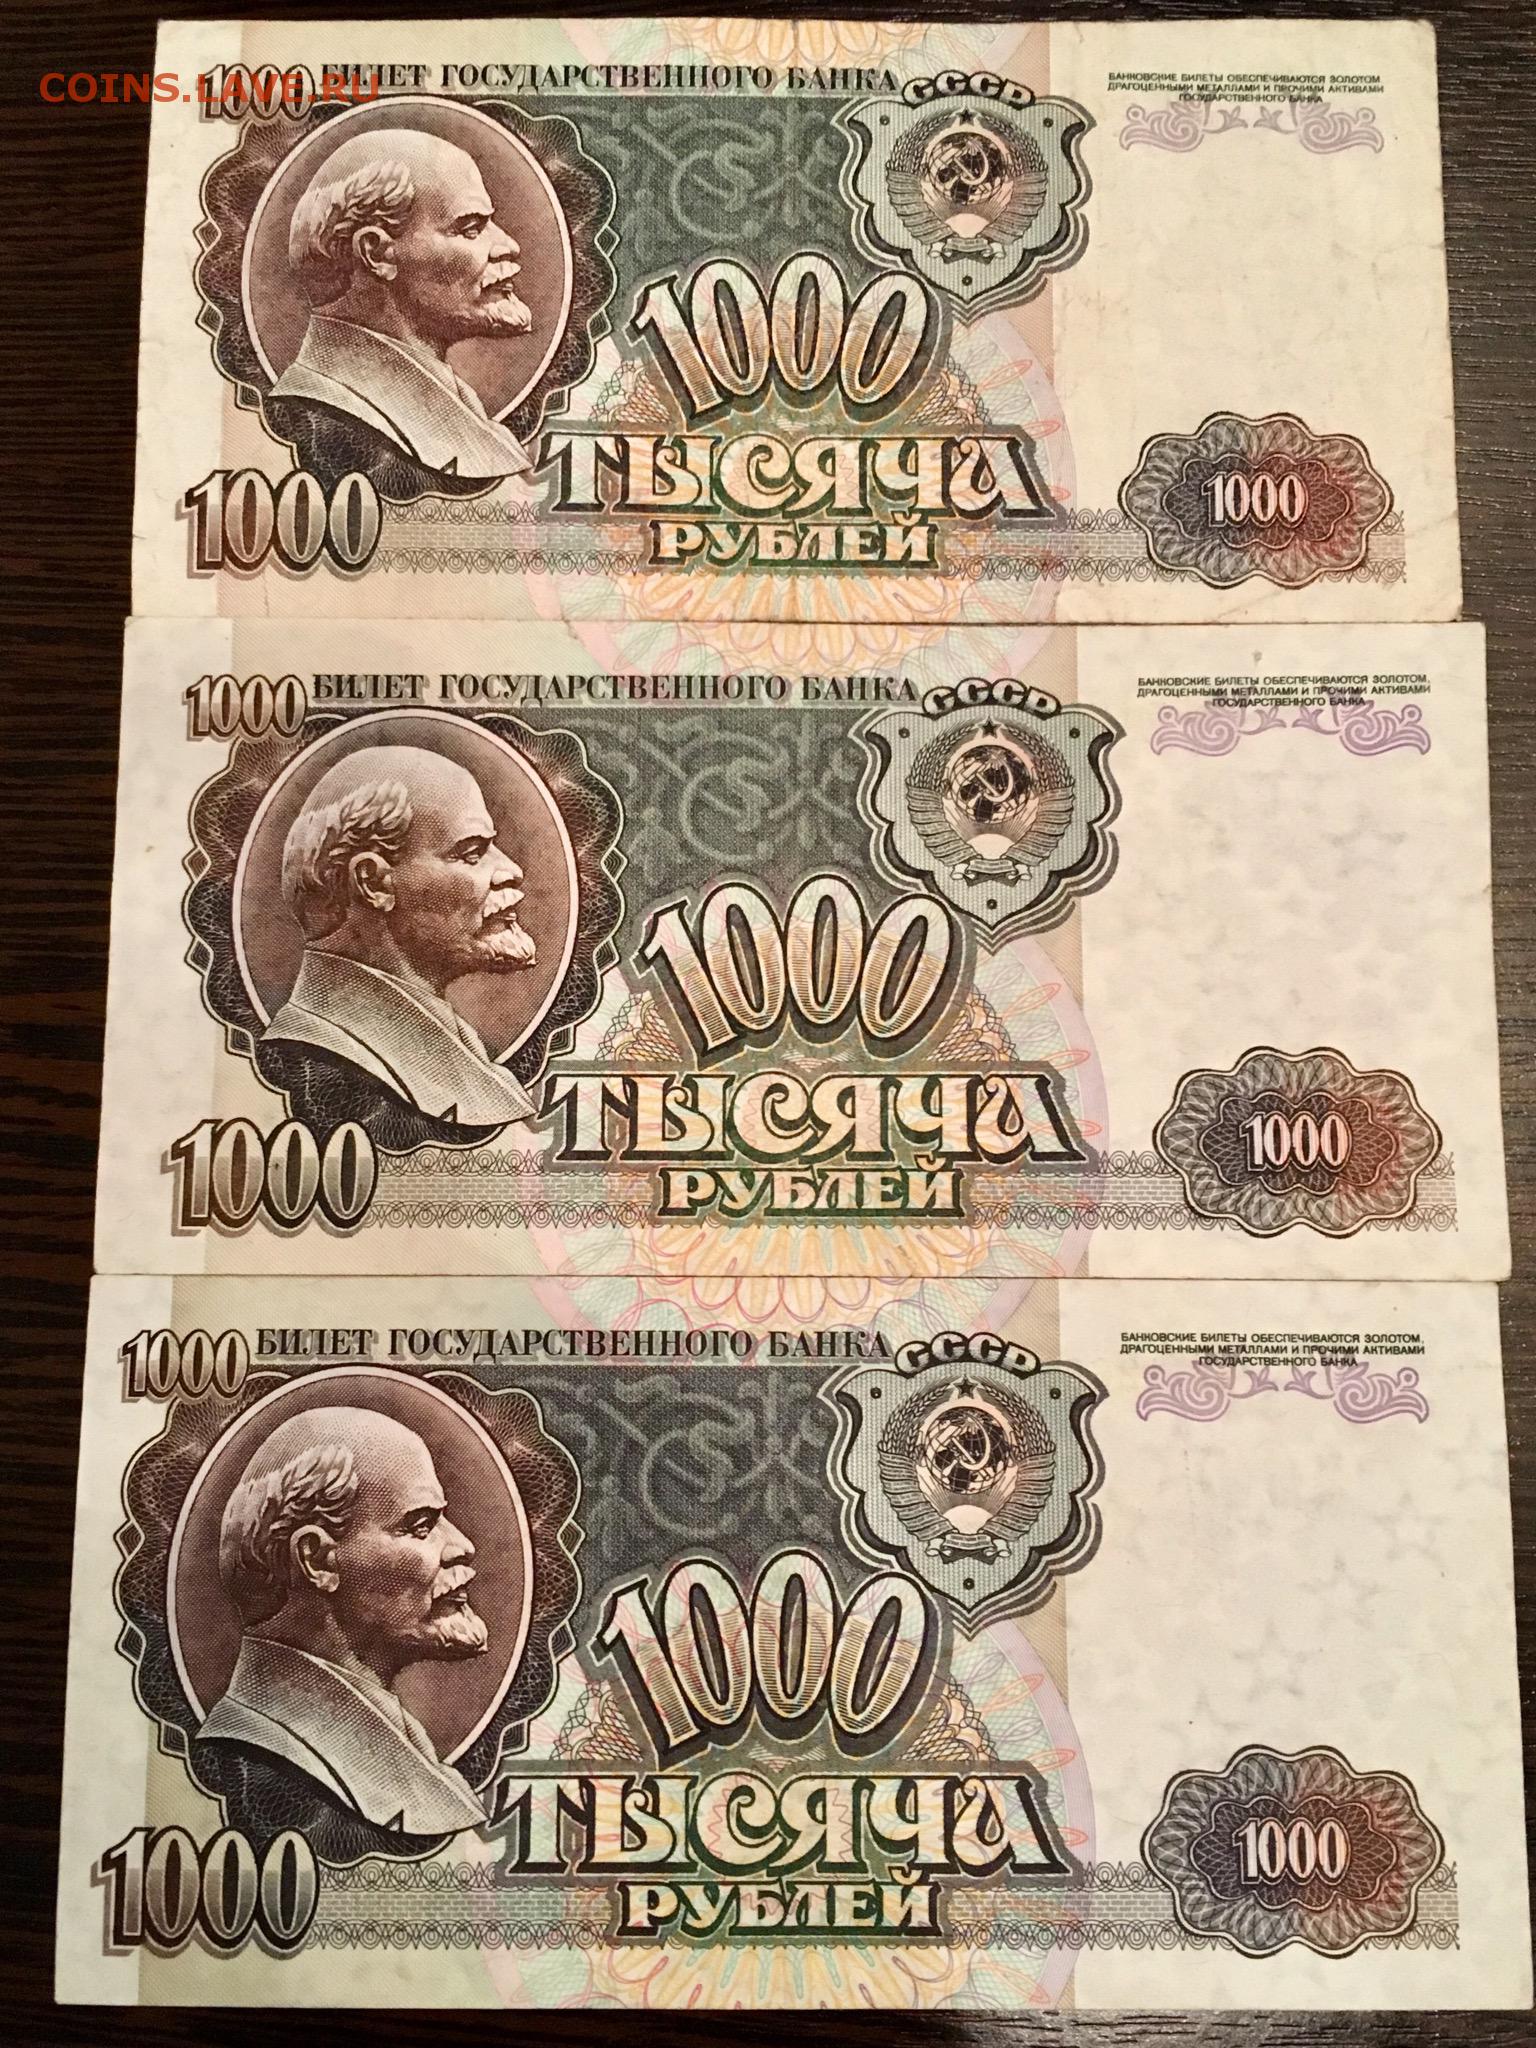 COINS.LAVE.RU
1000 БИЛЕТ ГОСУДАРСТВЕННОГО БАНКА СССР
БАНКОВСКИЕ БИЛЕТЫ ОБЕСПЕЧИВАЮТСЯ ЗОЛОТОМ,
ДРАГОЦЕННЫМИ МЕТАЛЛАМИ И ПРОЧИМИ АКТИВАМИ
ГОСУДАРСТВЕННОГО БАНКА
1000
ТЫСЯЧА
РУБЛЕЙ
1000
1000
1000 БИЛЕТ ГОСУДАРСТВЕННОГО БАНКА СССР
БАНКОВСКИЕ БИЛЕТЫ ОБЕСПЕЧИВАЮТСЯ ЗОЛОТОМ,
ДРАГОЦЕННЫМИ МЕТАЛЛАМИ И ПРОЧИМИ АКТИВАМИ
ГОСУДАРСТВЕННОГО БАНКА
1000
ТЫСЯЧА
РУБЛЕЙ
1000
1000
1000 БИЛЕТ ГОСУДАРСТВЕННОГО БАНКА СССР
БАНКОВСКИЕ БИЛЕТЫ ОБЕСПЕЧИВАЮТСЯ ЗОЛОТОМ,
ДРАГОЦЕННЫМИ МЕТАЛЛАМИ И ПРОЧИМИ АКТИВАМИ
ГОСУДАРСТВЕННОГО БАНКА
1000
ТЫСЯЧА
РУБЛЕЙ
1000
1000